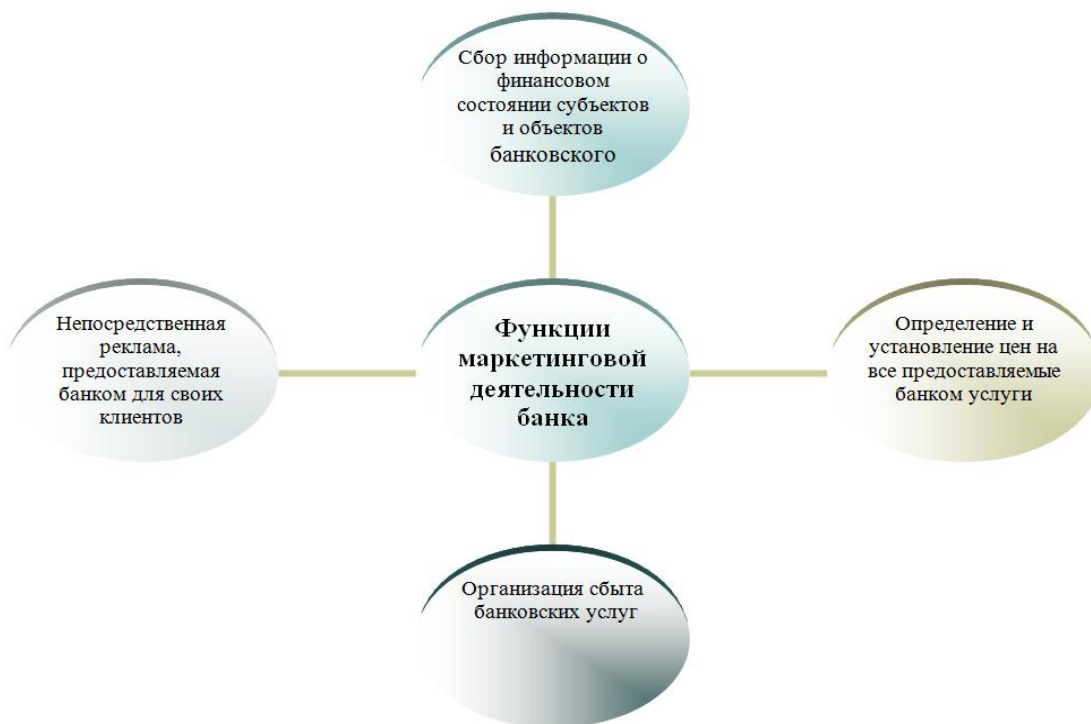 Сбор информации о
финансовом
состоянии субъектов
и объектов
банковского
Непосредственная
реклама,
предоставляемая
банком для своих
клиентов
Функции
маркетинговой
деятельности
банка
Определение и
установление цен на
все предоставляемые
банком услуги
Организация сбыта
банковских услуг